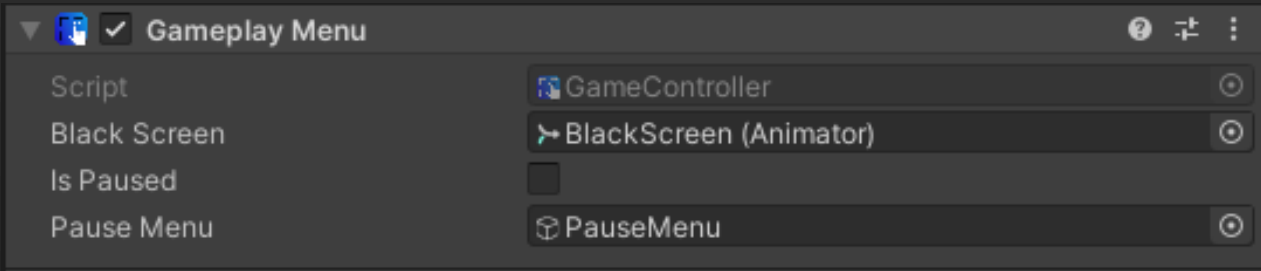 Gameplay Menu
Script GameController
Black Screen BlackScreen (Animator)
Is Paused
Pause Menu PauseMenu